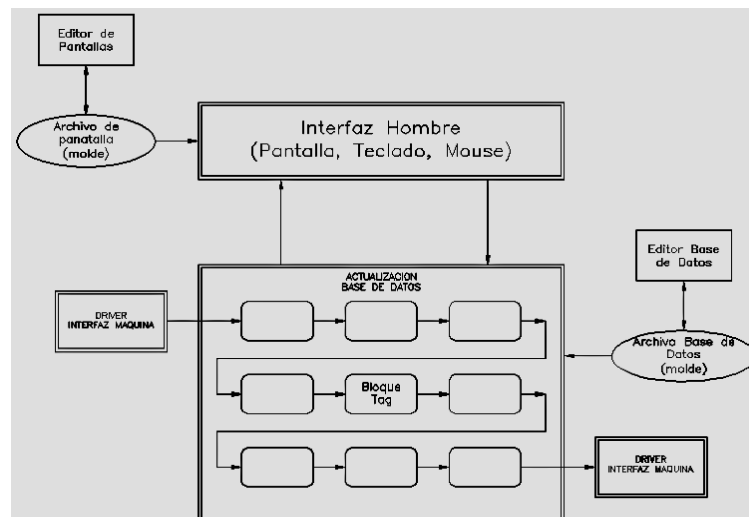 Editor de
Pantallas
Archivo de
panatalla
(molde)
Interfaz Hombre
(Pantalla, Teclado, Mouse)
Editor Base
de Datos
ACTUALIZACION
BASE DE DATOS
DRIVER
INTERFAZ MAQUINA
Archivo Base de
Datos
(molde)
Bloque
Tag
DRIVER
INTERFAZ MAQUINA